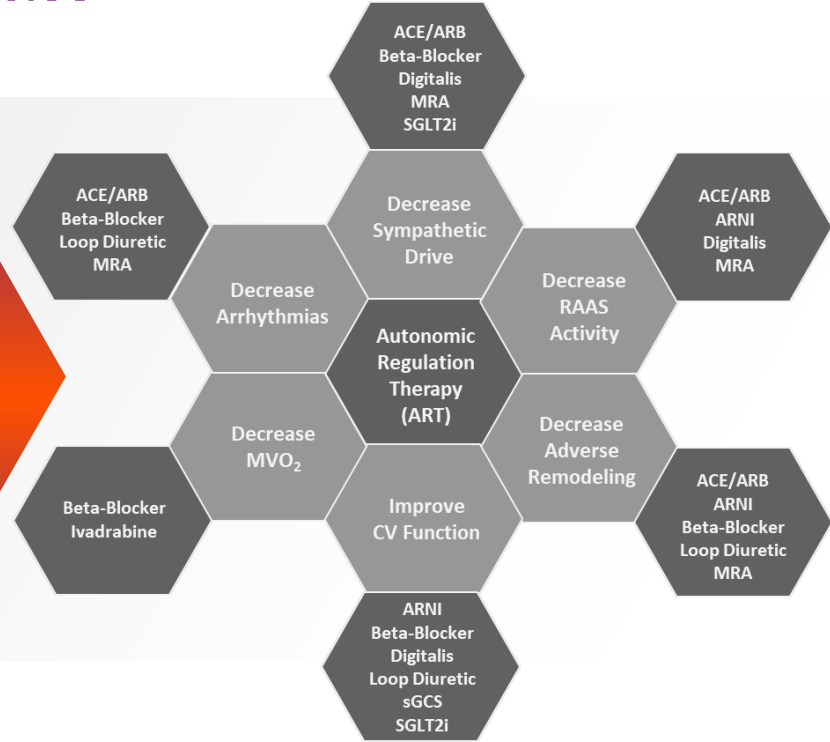 ACE/ARB
Beta-Blocker
Digitalis
MRA
SGLT2i
ACE/ARB
Beta-Blocker
Loop Diuretic
MRA
Decrease
Sympathetic
Drive
ACE/ARB
ARNI
Digitalis
MRA
Decrease
Arrhythmias
Decrease
RAAS
Activity
Autonomic
Regulation
Therapy
(ART)
Decrease
MVO₂
Decrease
Adverse
Remodeling
Beta-Blocker
Ivadrabine
Improve
CV Function
ACE/ARB
ARNI
Beta-Blocker
Loop Diuretic
MRA
ARNI
Beta-Blocker
Digitalis
Loop Diuretic
sGCS
SGLT2i